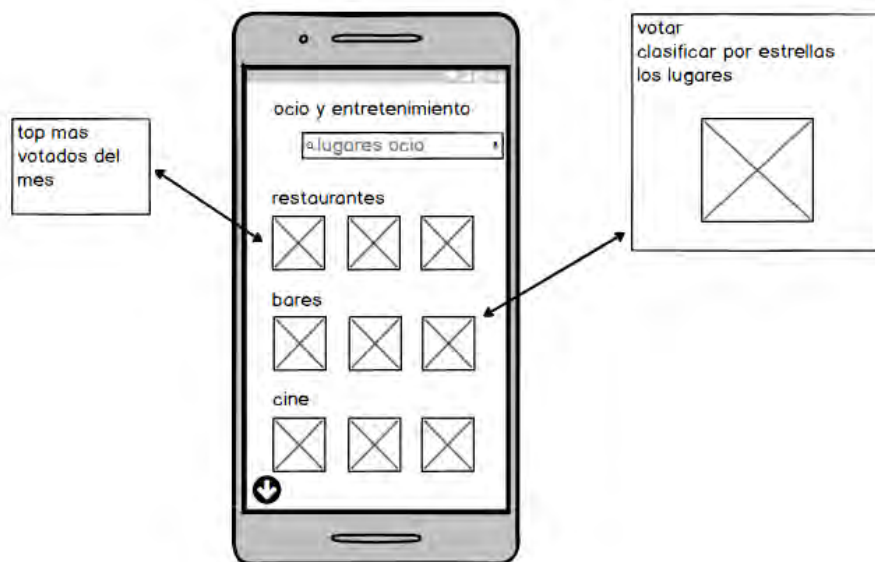 top mas
votados del
mes
ocio y entretenimiento
lugares ocio
restaurantes
bares
cine
votar
clasificar por estrellas
los lugares